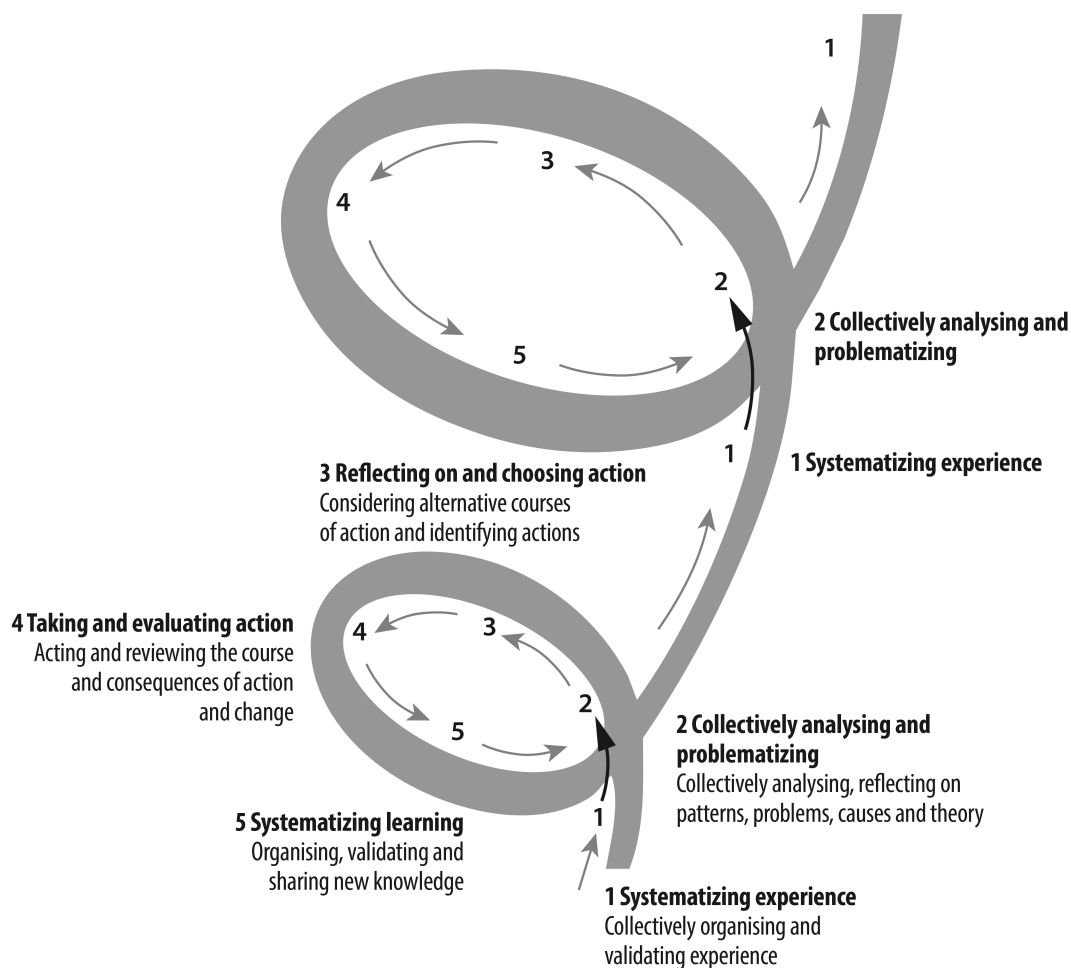 1
3
4
2
5
2 Collectively analysing and
problematizing
1
1 Systematizing experience
3 Reflecting on and choosing action
Considering alternative courses
of action and identifying actions
4 Taking and evaluating action
Acting and reviewing the course
and consequences of action
and change
4
3
2
5
2 Collectively analysing and
problematizing
Collectively analysing, reflecting on
patterns, problems, causes and theory
1
5 Systematizing learning
Organising, validating and
sharing new knowledge
1 Systematizing experience
Collectively organising and
validating experience